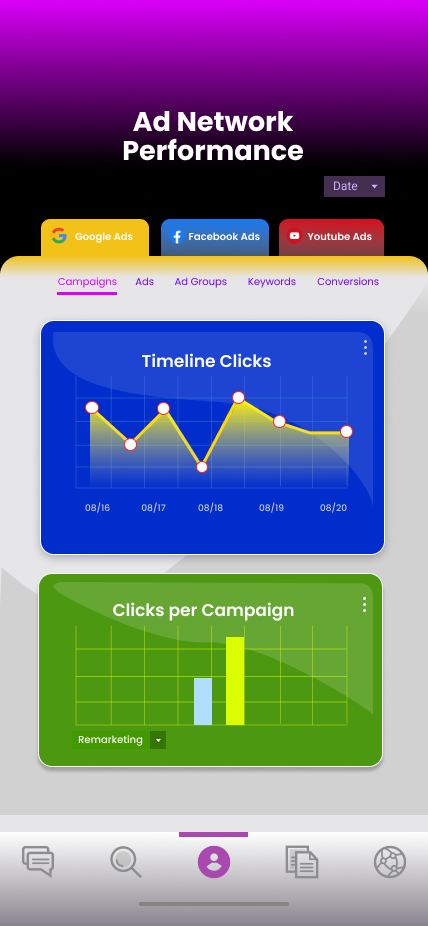 Ad Network
Performance
Date
Google Ads
Facebook Ads
Youtube Ads
Campaigns
Ads
Ad Groups
Keywords
Conversions
Timeline Clicks
08/16
08/17
08/18
08/19
08/20
Clicks per Campaign
Remarketing